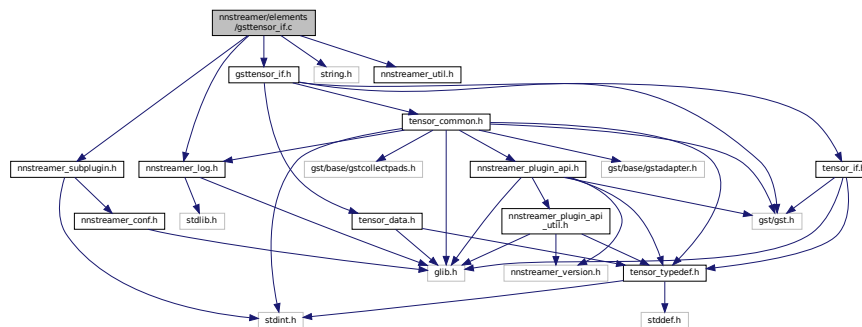 nnstreamer/elements
/gsttensor_if.c
gsttensor_if.h
string.h
nnstreamer_util.h
tensor_common.h
nnstreamer_subplugin.h
nnstreamer_log.h
gst/base/gstcollectpads.h
nnstreamer_plugin_api.h
gst/base/gstadapter.h
tensor_if.h
nnstreamer_conf.h
stdlib.h
tensor_data.h
nnstreamer_plugin_api
_util.h
gst/gst.h
glib.h
nnstreamer_version.h
tensor_typedef.h
stdint.h
stddef.h